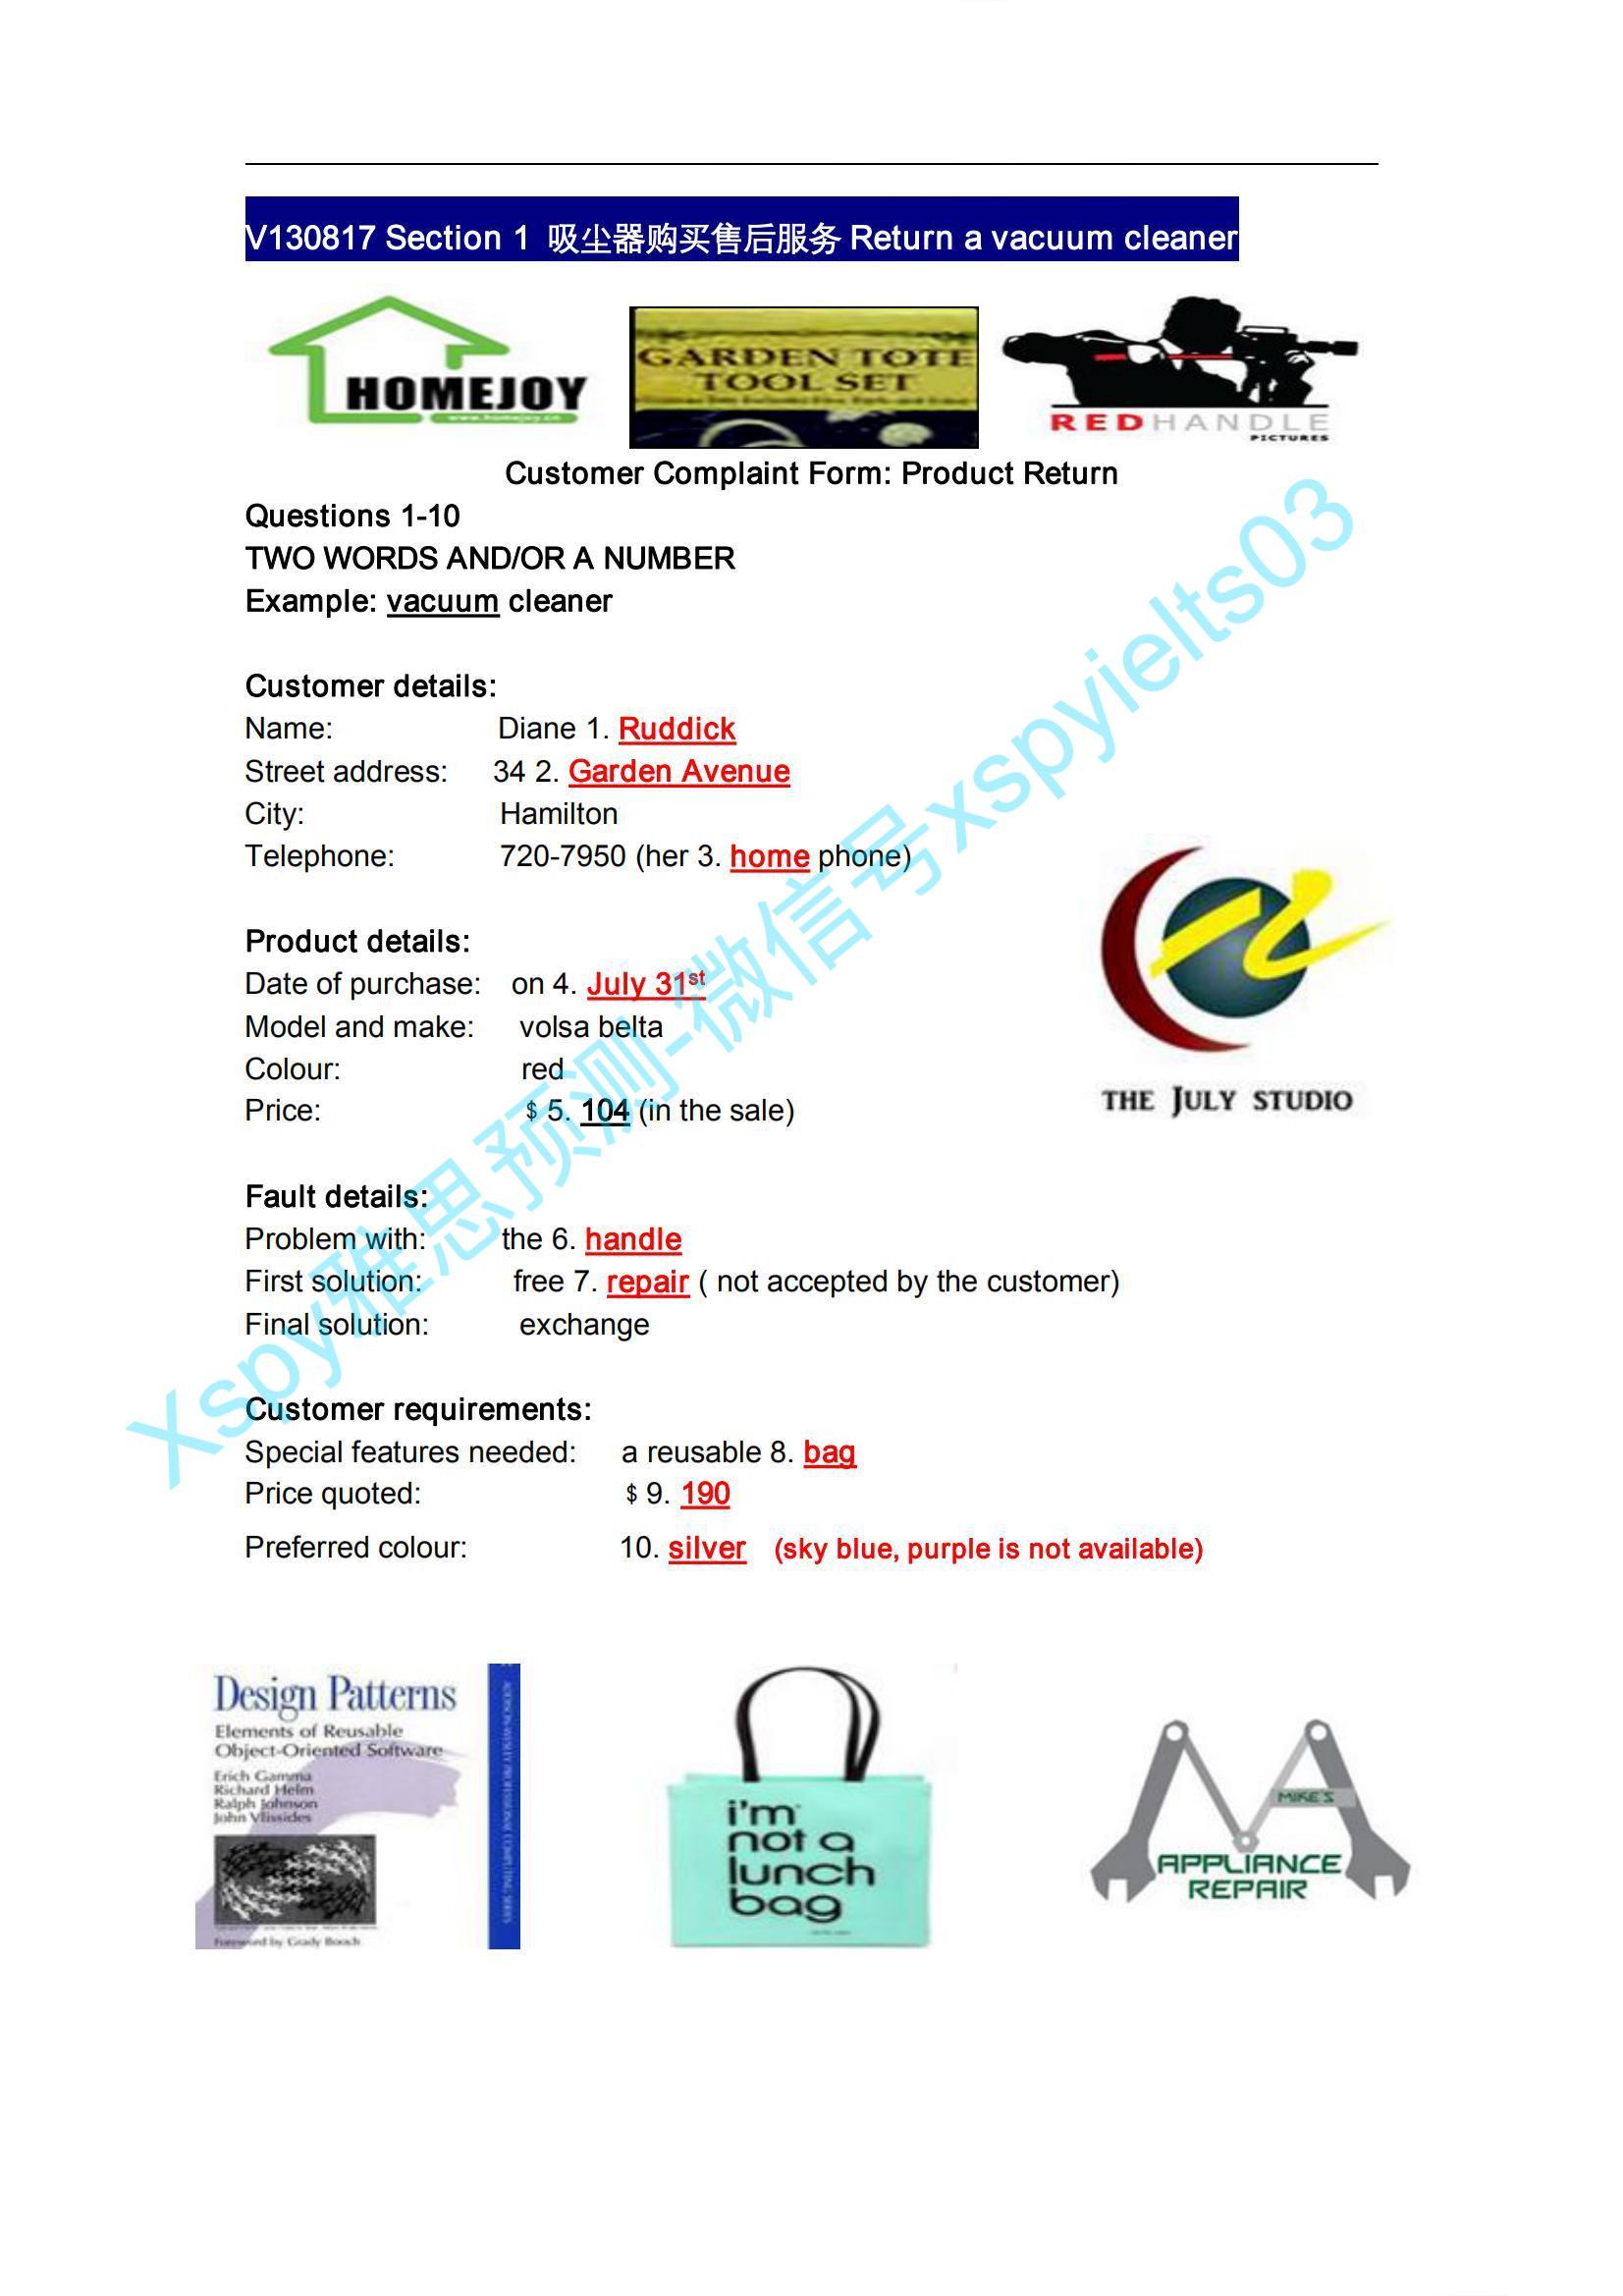 V130817 Section 1 吸尘器购买售后服务 Return a vacuum cleaner
HOMEJOY
www.homejoy.cn
GARDEN TOTE
TOOL SET
REDHANDLE
PICTURES
Customer Complaint Form: Product Return
Questions 1-10
TWO WORDS AND/OR A NUMBER
Example: vacuum cleaner
Customer details:
Name: Diane 1. Ruddick
Street address: 34 2. Garden Avenue
City: Hamilton
Telephone: 720-7950 (her 3. home phone)
Product details:
Date of purchase: on 4. July 31st
Model and make: volsa belta
Colour: red
Price: $ 5. 104 (in the sale)
THE JULY STUDIO
Fault details:
Problem with: the 6. handle
First solution: free 7. repair ( not accepted by the customer)
Final solution: exchange
Customer requirements:
Special features needed: a reusable 8. bag
Price quoted: $ 9. 190
Preferred colour: 10. silver (sky blue, purple is not available)
Xspy雅思预测-微信号xspyielts03
Design Patterns
Elements of Reusable
Object-Oriented Software
Erich Gamma
Richard Helm
Ralph Johnson
John Vlissides
Foreword by Grady Booch
ADDISON-WESLEY PROFESSIONAL COMPUTING SERIES
i'm
not a
lunch
bag
MIKE'S
APPLIANCE
REPAIR